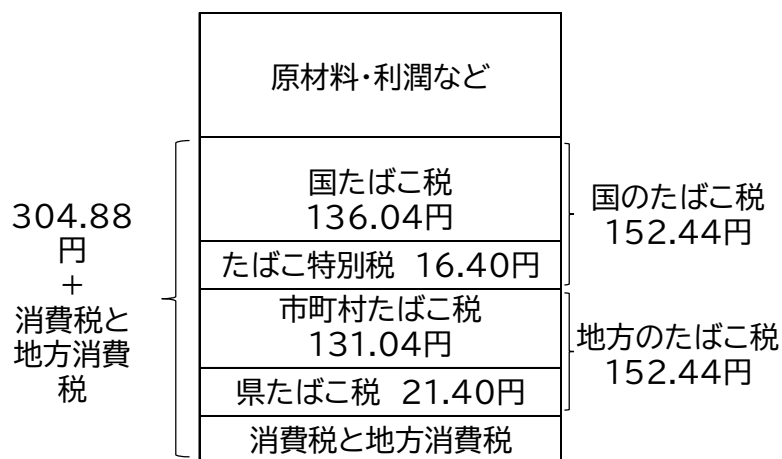 原材料・利潤など
国たばこ税
136.04円
たばこ特別税 16.40円
市町村たばこ税
131.04円
県たばこ税 21.40円
消費税と地方消費税
304.88
円
+
消費税と
地方消費
税
国のたばこ税
152.44円
地方のたばこ税
152.44円